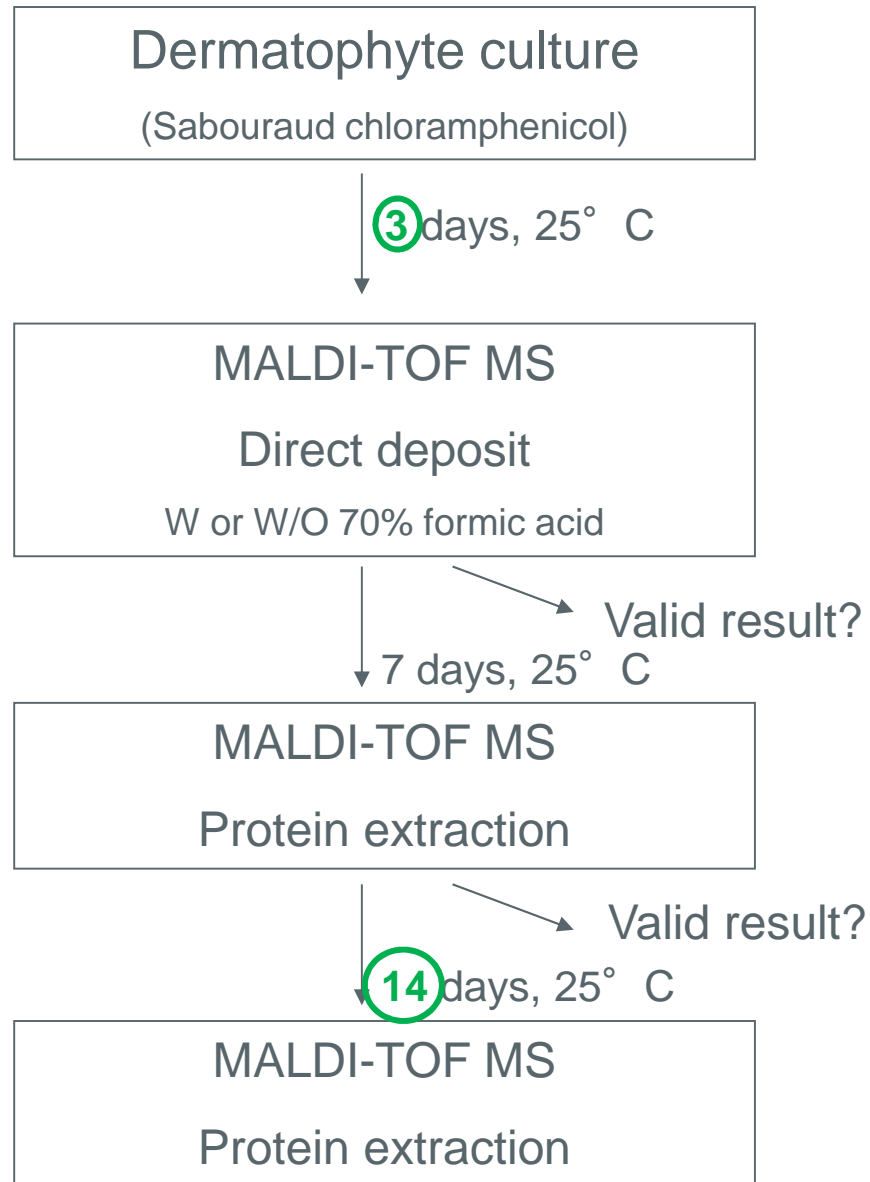 Dermatophyte culture
(Sabouraud chloramphenicol)
3 days, 25° C
MALDI-TOF MS
Direct deposit
W or W/O 70% formic acid
Valid result?
7 days, 25° C
MALDI-TOF MS
Protein extraction
Valid result?
14 days, 25° C
MALDI-TOF MS
Protein extraction